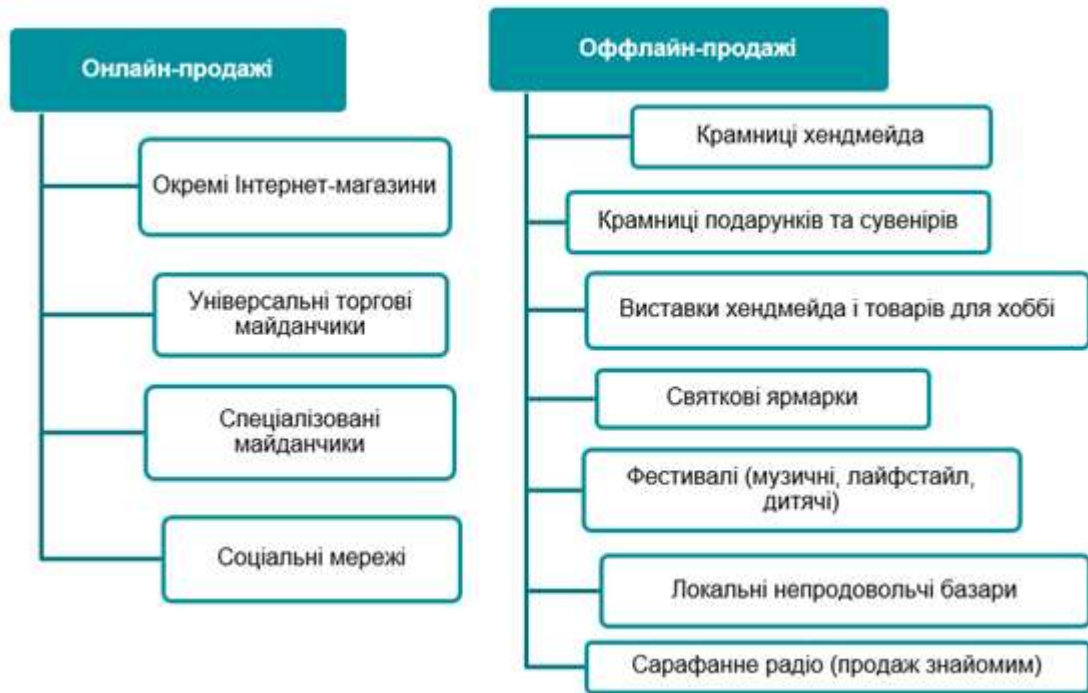 Онлайн-продажі
Окремі Інтернет-магазини
Універсальні торгові
майданчики
Спеціалізовані
майданчики
Соціальні мережі
Оффлайн-продажі
Крамниці хендмейда
Крамниці подарунків та сувенірів
Виставки хендмейда і товарів для хоббі
Святкові ярмарки
Фестивалі (музичні, лайфстайл,
дитячі)
Локальні непродовольчі базари
Сарафанне радіо (продаж знайомим)